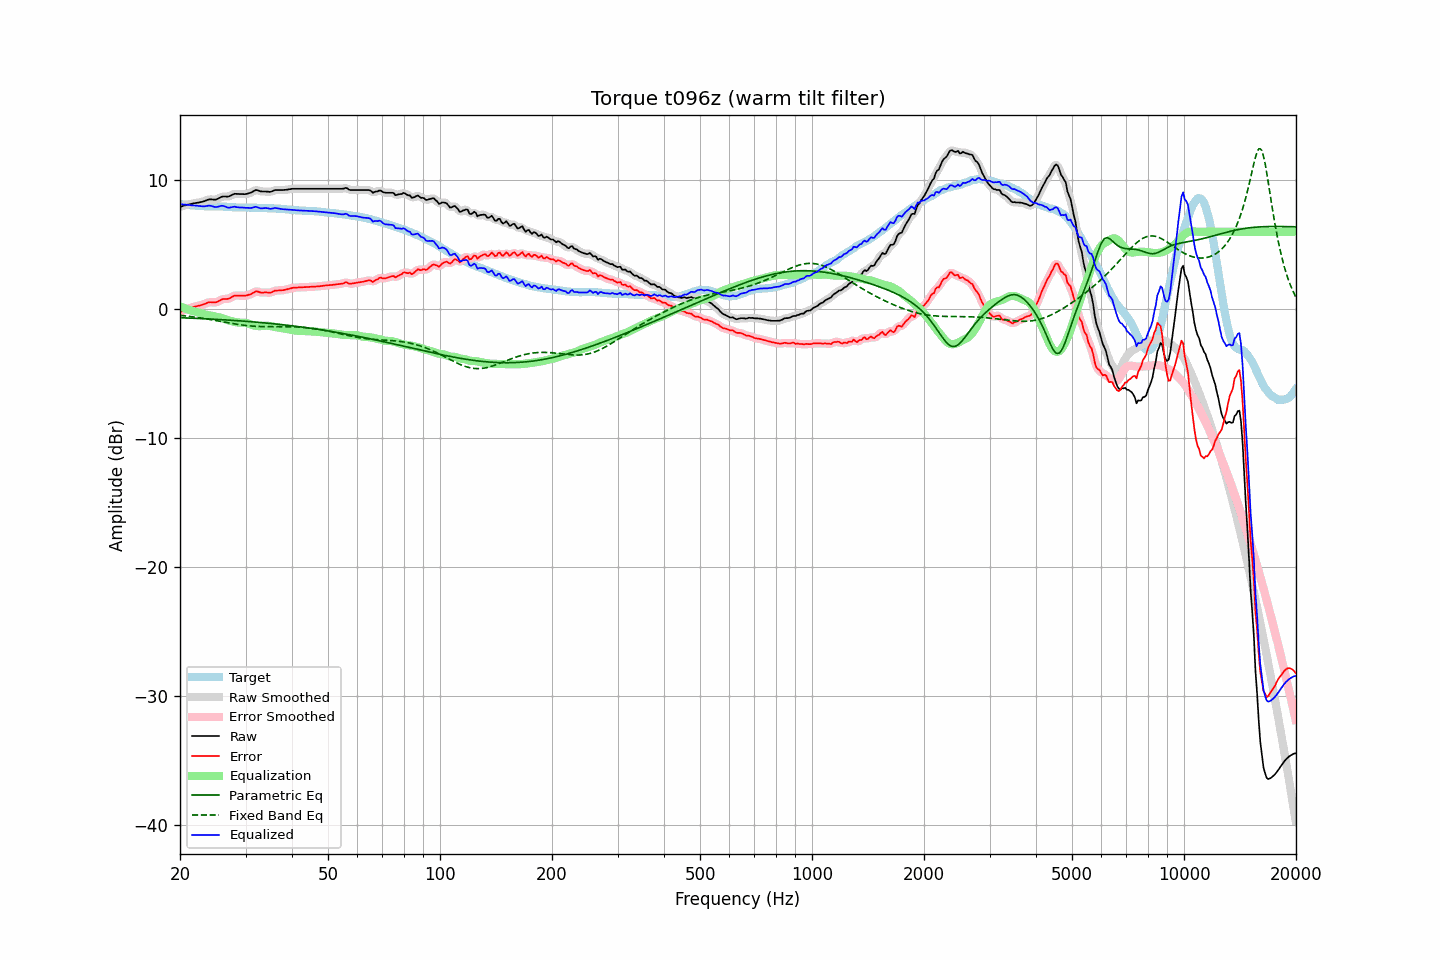 Torque t096z (warm tilt filter)
Amplitude (dBr)
10
0
−10
−20
−30
−40
Target
Raw Smoothed
Error Smoothed
Raw
Error
Equalization
Parametric Eq
Fixed Band Eq
Equalized
20
50
100
200
500
1000
2000
5000
10000
20000
Frequency (Hz)